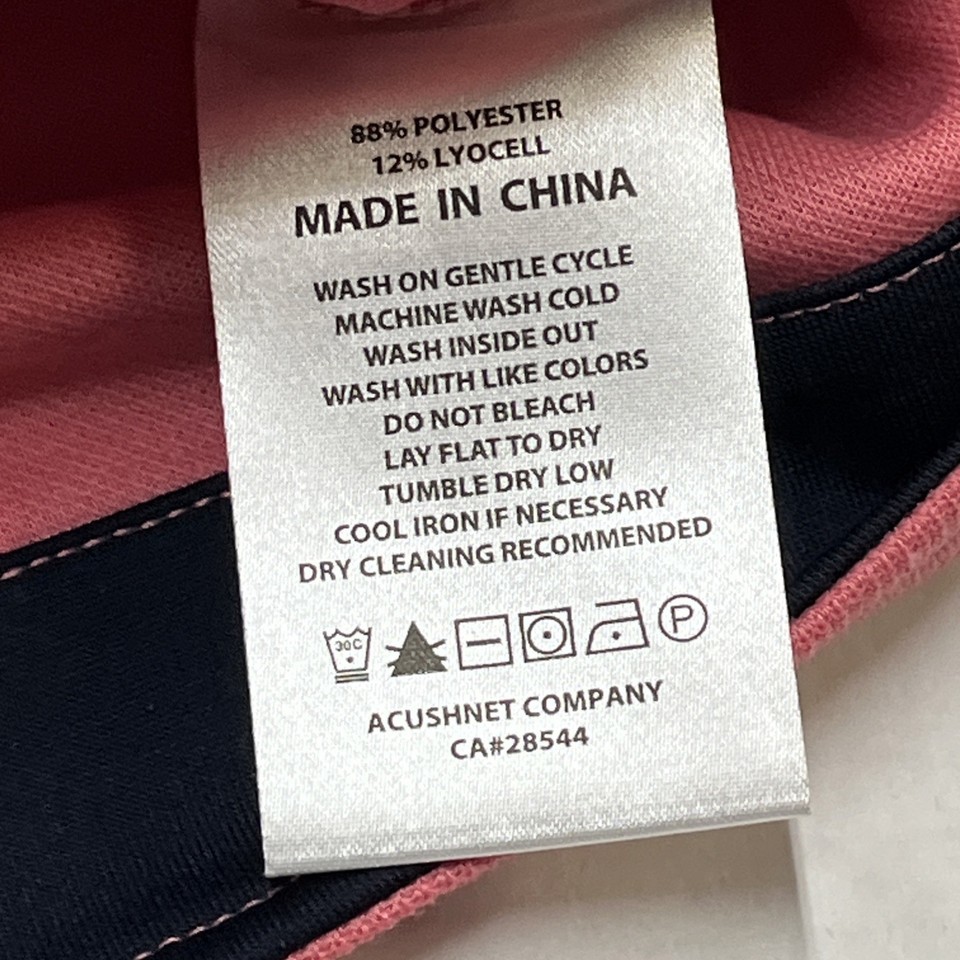 88% POLYESTER
12% LYOCELL
MADE IN CHINA
WASH ON GENTLE CYCLE
MACHINE WASH COLD
WASH INSIDE OUT
WASH WITH LIKE COLORS
DO NOT BLEACH
LAY FLAT TO DRY
TUMBLE DRY LOW
COOL IRON IF NECESSARY
DRY CLEANING RECOMMENDED
30C
P
ACUSHNET COMPANY
CA#28544